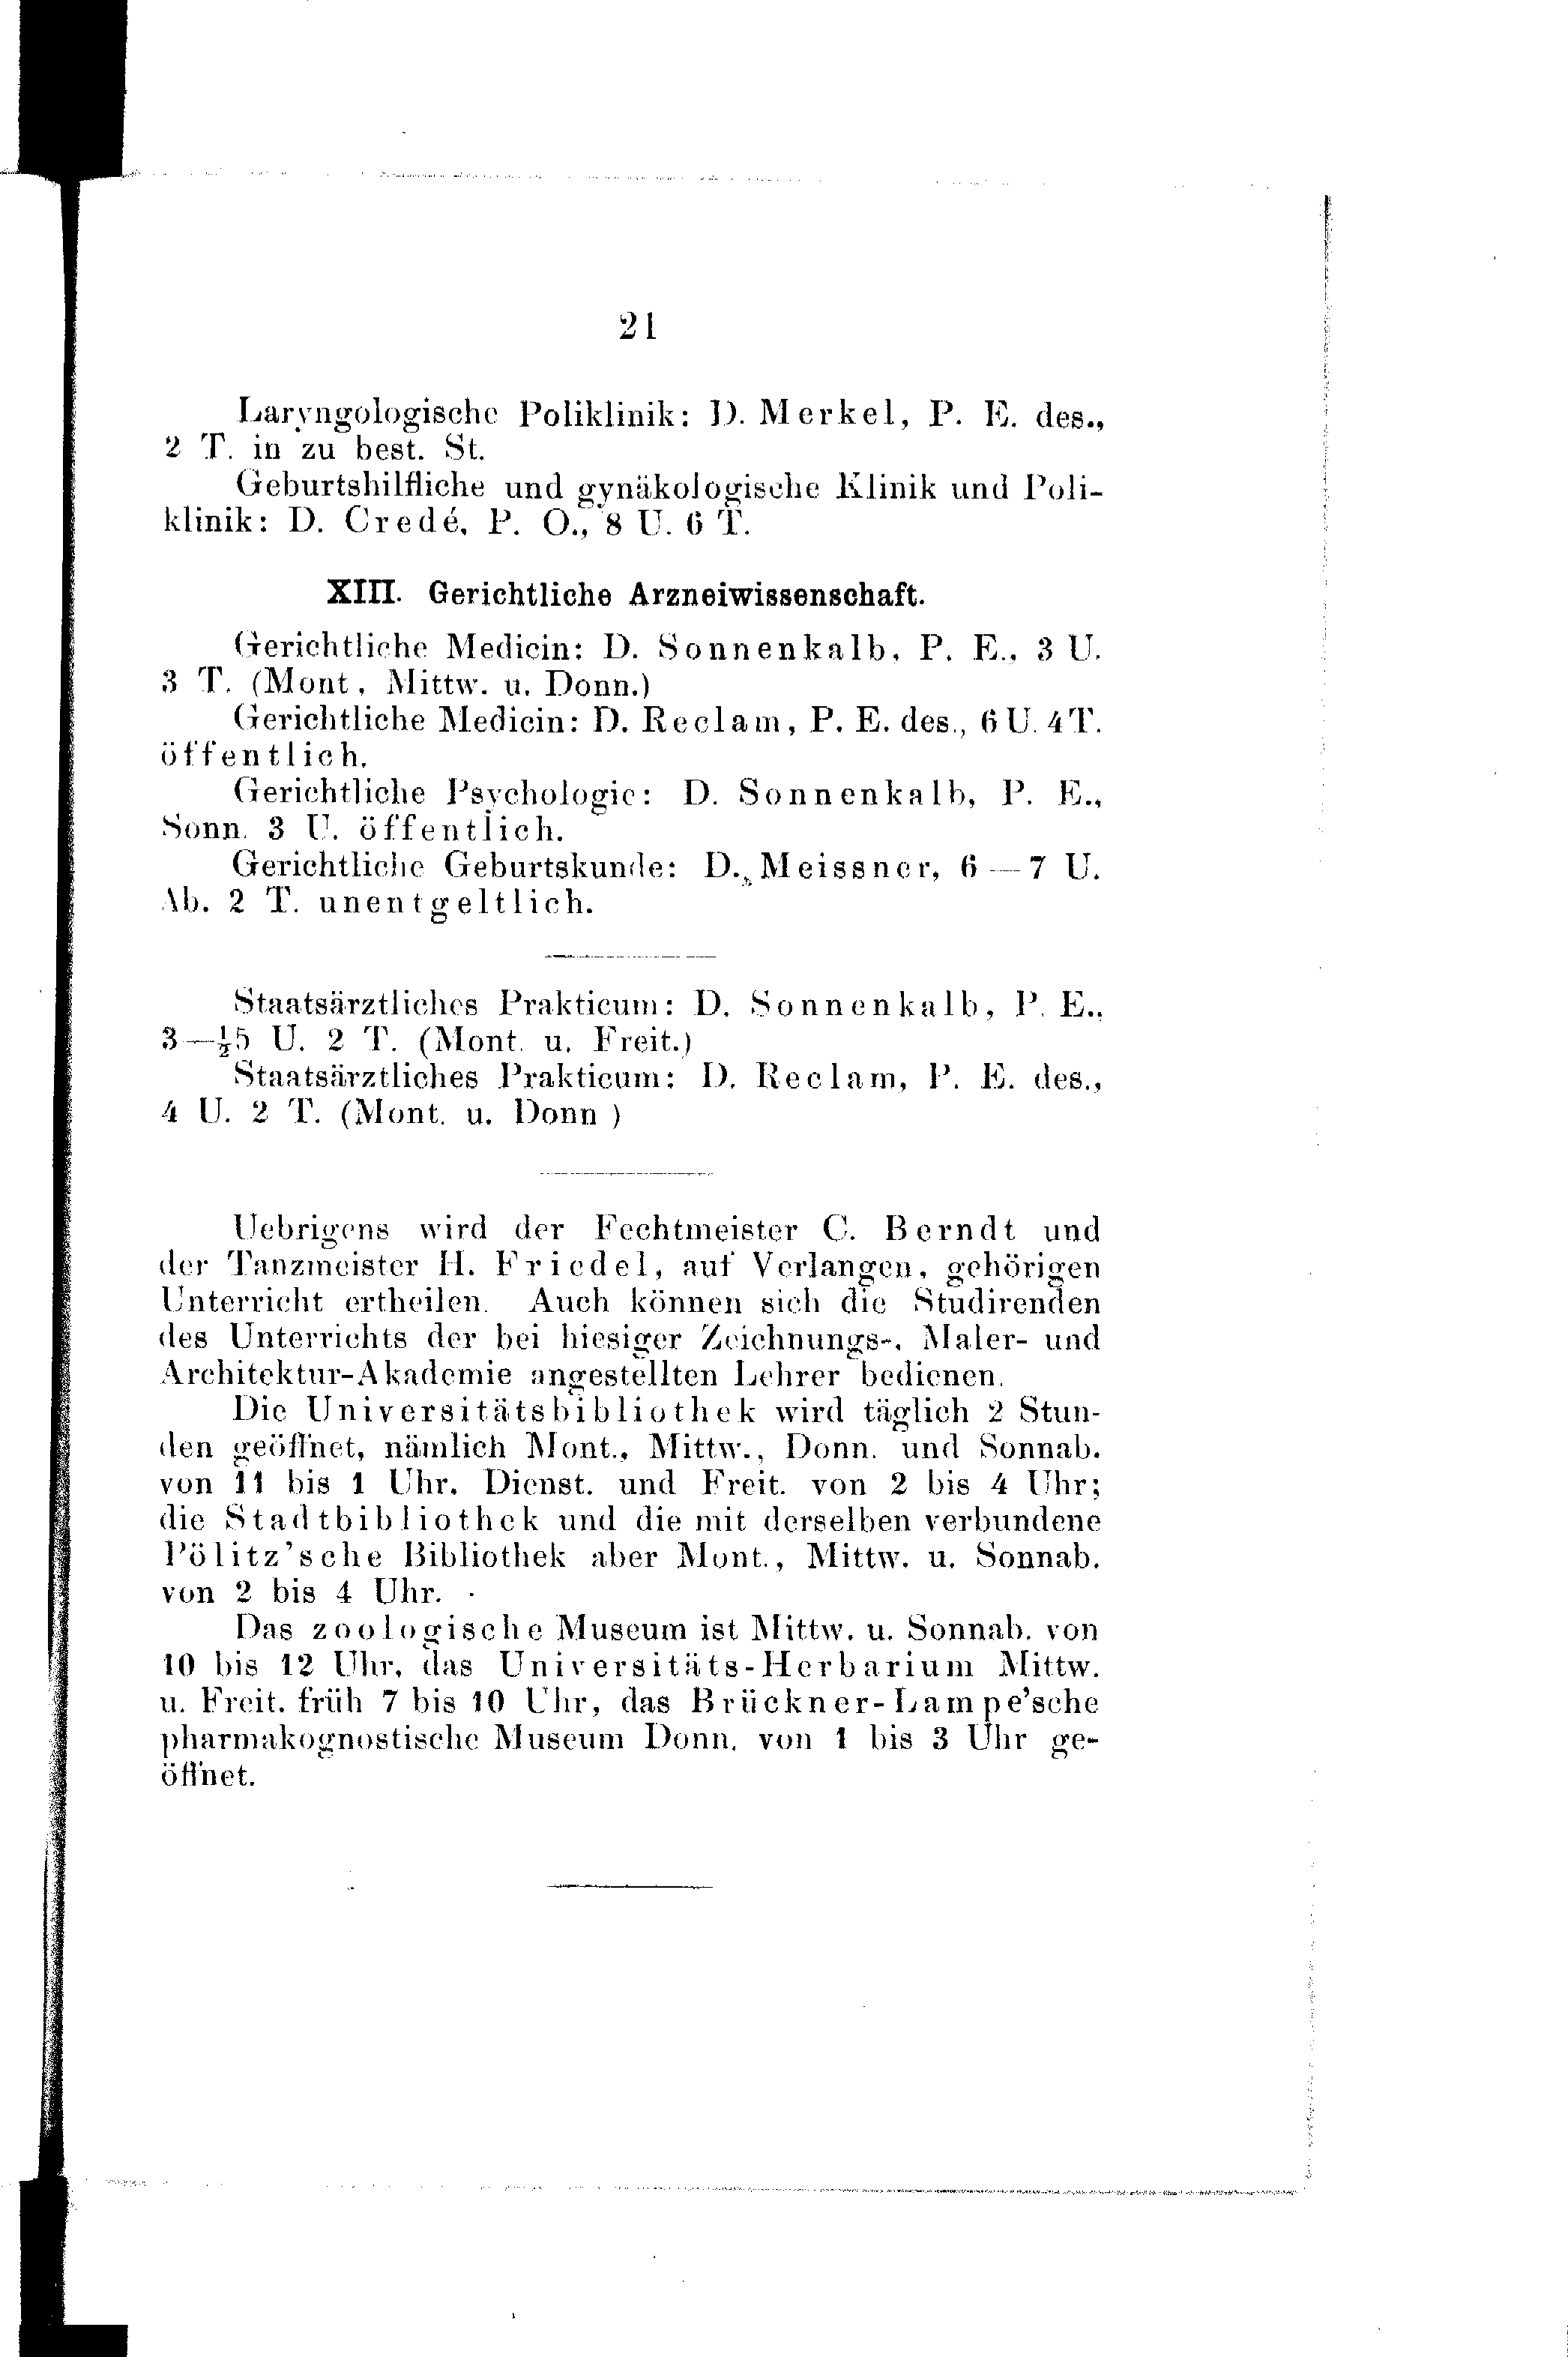 21
Laryngologische Poliklinik: D. Merkel, P. E. des.,
2 T. in zu best. St.
Geburtshilfliche und gynäkologische Klinik und Poli-
klinik: D. Credé, P. O., 8 U. 6 T.
XIII. Gerichtliche Arzneiwissenschaft.
Gerichtliche Medicin: D. Sonnenkalb, P. E., 3 U.
3 T. (Mont, Mittw. u. Donn.)
Gerichtliche Medicin: D. Reclam, P. E. des., 6 U. 4 T.
öffentlich.
Gerichtliche Psychologie: D. Sonnenkalb, P. E.,
Sonn. 3 U. öffentlich.
Gerichtliche Geburtskunde: D. Meissner, 6—7 U.
Ab. 2 T. unentgeltlich.
Staatsärztliches Prakticum: D. Sonnenkalb, P. E.,
3—½5 U. 2 T. (Mont. u. Freit.)
Staatsärztliches Prakticum: D. Reclam, P. E. des.,
4 U. 2 T. (Mont. u. Donn )
Uebrigens wird der Fechtmeister C. Berndt und
der Tanzmeister H. Friedel, auf Verlangen, gehörigen
Unterricht ertheilen. Auch können sich die Studirenden
des Unterrichts der bei hiesiger Zeichnungs-, Maler- und
Architektur-Akademie angestellten Lehrer bedienen.
Die Universitätsbibliothek wird täglich 2 Stun-
den geöffnet, nämlich Mont., Mittw., Donn. und Sonnab.
von 11 bis 1 Uhr, Dienst. und Freit. von 2 bis 4 Uhr;
die Stadtbibliothek und die mit derselben verbundene
Pölitz'sche Bibliothek aber Mont., Mittw. u. Sonnab.
von 2 bis 4 Uhr.
Das zoologische Museum ist Mittw. u. Sonnab. von
10 bis 12 Uhr, das Universitäts-Herbarium Mittw.
u. Freit. früh 7 bis 10 Uhr, das Brückner-Lampe'sche
pharmakognostische Museum Donn. von 1 bis 3 Uhr ge-
öffnet.